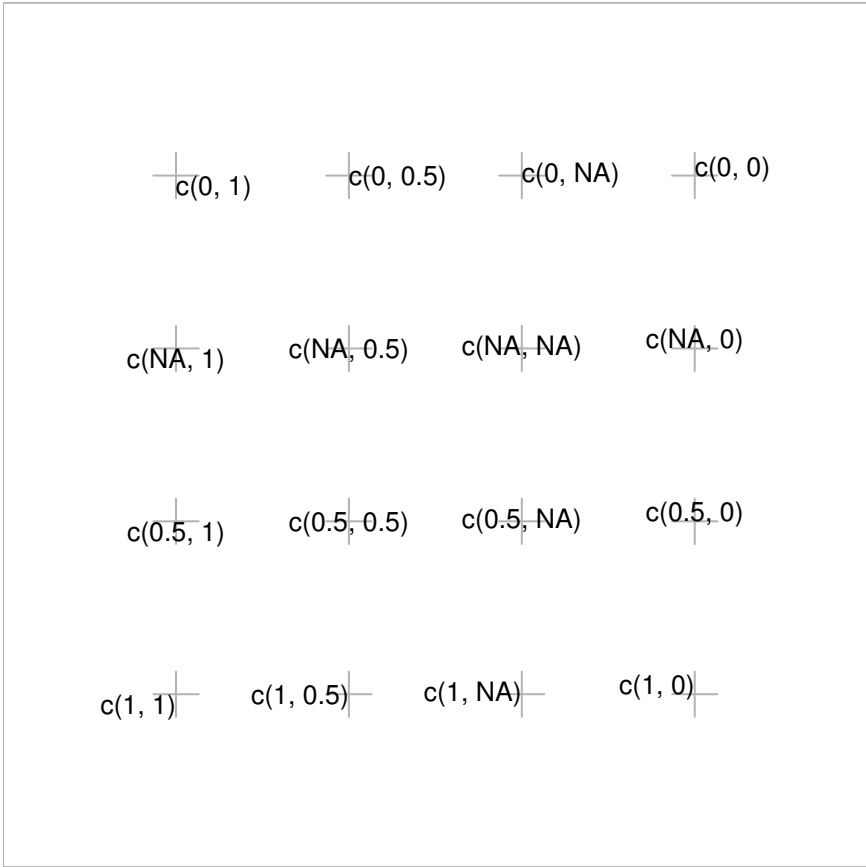 c(0, 1) c(0, 0.5) c(0, NA) c(0, 0)
c(NA, 1) c(NA, 0.5) c(NA, NA) c(NA, 0)
c(0.5, 1) c(0.5, 0.5) c(0.5, NA) c(0.5, 0)
c(1, 1) c(1, 0.5) c(1, NA) c(1, 0)